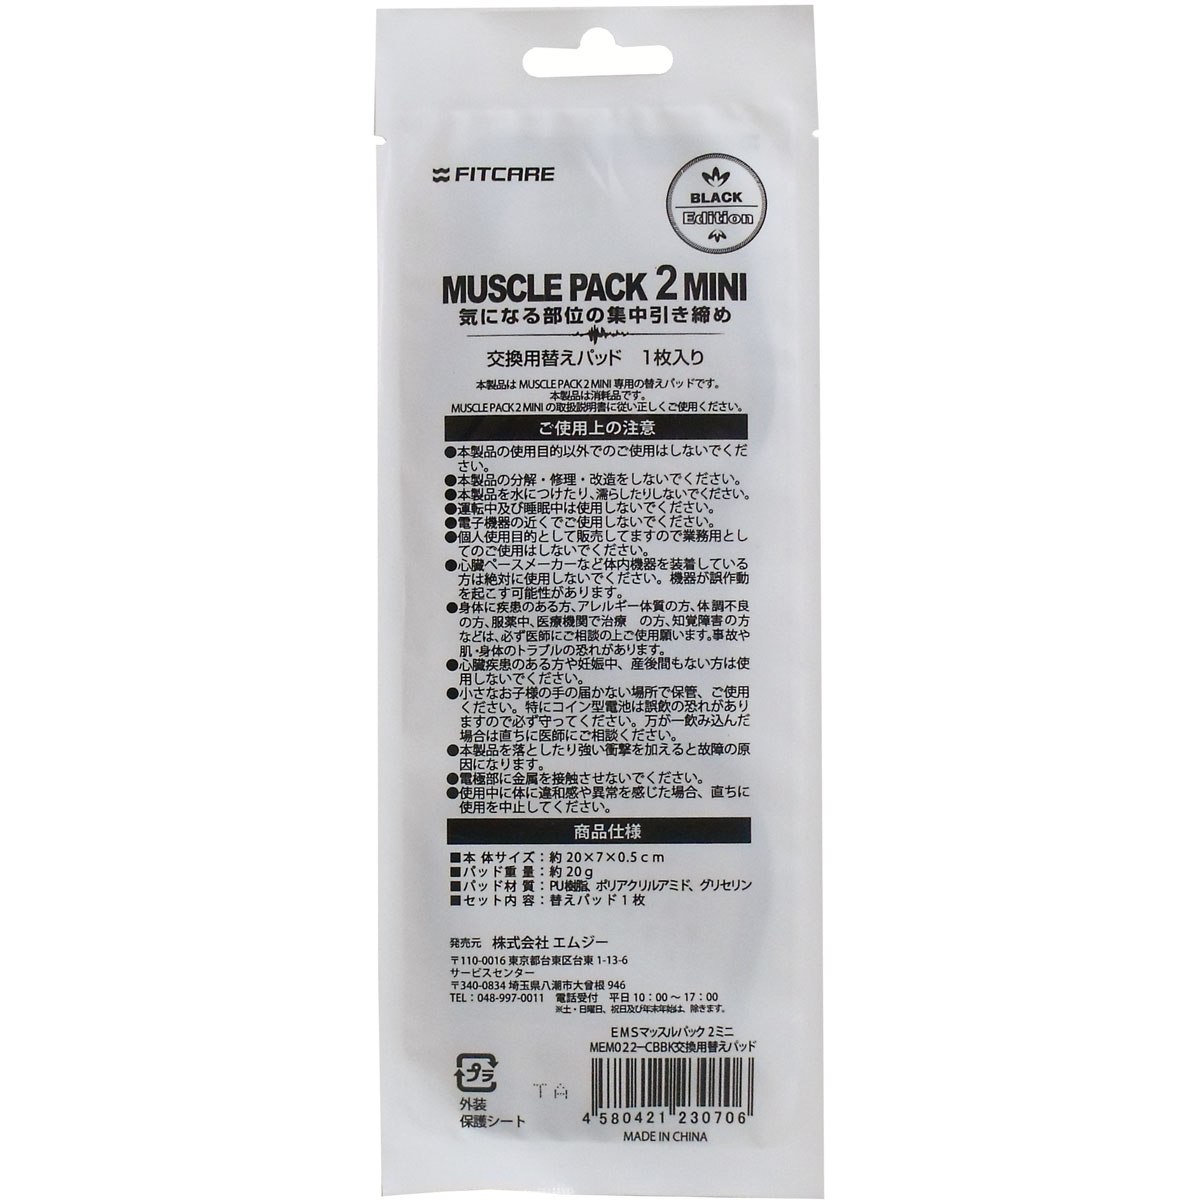 FITCARE
BLACK
Edition
MUSCLE PACK 2 MINI
気になる部位の集中引き締め
交換用替えパッド 1枚入り
本製品は MUSCLE PACK 2 MINI 専用の替えパッドです。
本製品は消耗品です。
MUSCLE PACK 2 MINI の取扱説明書に従い正しくご使用ください。
ご使用上の注意
●本製品の使用目的以外でのご使用はしないでくだ
さい。
●本製品の分解・修理・改造をしないでください。
●本製品を水につけたり、濡らしたりしないでください。
●運転中及び睡眠中は使用しないでください。
●電子機器の近くでご使用しないでください。
●個人使用目的として販売してますので業務用とし
てのご使用はしないでください。
●心臓ペースメーカーなど体内機器を装着している
方は絶対に使用しないでください。機器が誤作動
を起こす可能性があります。
●身体に疾患のある方、アレルギー体質の方、体調不良
の方、服薬中、医療機関で治療 の方、知覚障害の方
などは、必ず医師にご相談の上ご使用願います。事故や
肌・身体のトラブルの恐れがあります。
●心臓疾患のある方や妊娠中、産後間もない方は使
用しないでください。
●小さなお子様の手の届かない場所で保管、ご使用
ください。特にコイン型電池は誤飲の恐れがあり
ますので必ず守ってください。万が一飲み込んだ
場合は直ちに医師にご相談ください。
●本製品を落としたり強い衝撃を加えると故障の原
因になります。
●電極部に金属を接触させないでください。
●使用中に体に違和感や異常を感じた場合、直ちに
使用を中止してください。
商品仕様
■本体サイズ：約20×7×0.5cm
■パッド重量：約20g
■パッド材質：PU樹脂、ポリアクリルアミド、グリセリン
■セット内容：替えパッド1枚
発売元 株式会社 エムジー
〒110-0016 東京都台東区台東 1-13-6
サービスセンター
〒340-0834 埼玉県八潮市大曾根 946
TEL：048-997-0011 電話受付 平日 10：00～17：00
※土・日曜日、祝日及び年末年始は、除きます。
EMSマッスルパック2ミニ
MEM022-CBBK交換用替えパッド
プラ
外装
保護シート
TA
4 580421 230706
MADE IN CHINA